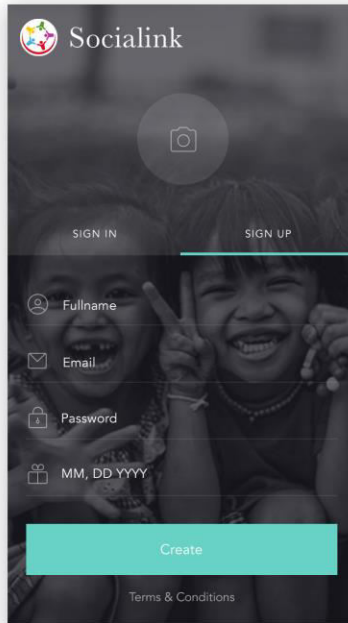 Socialink
SIGN IN
SIGN UP
Fullname
Email
Password
MM, DD YYYY
Create
Terms & Conditions